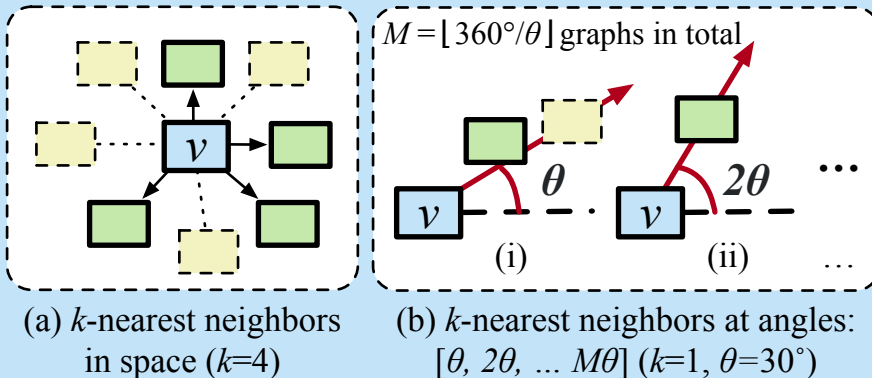 v
(a) k-nearest neighbors
in space (k=4)
M = ⌊360°/θ⌋ graphs in total
θ
2θ
...
v
v
(i)
(ii)
...
(b) k-nearest neighbors at angles:
[θ, 2θ, ... Mθ] (k=1, θ=30°)